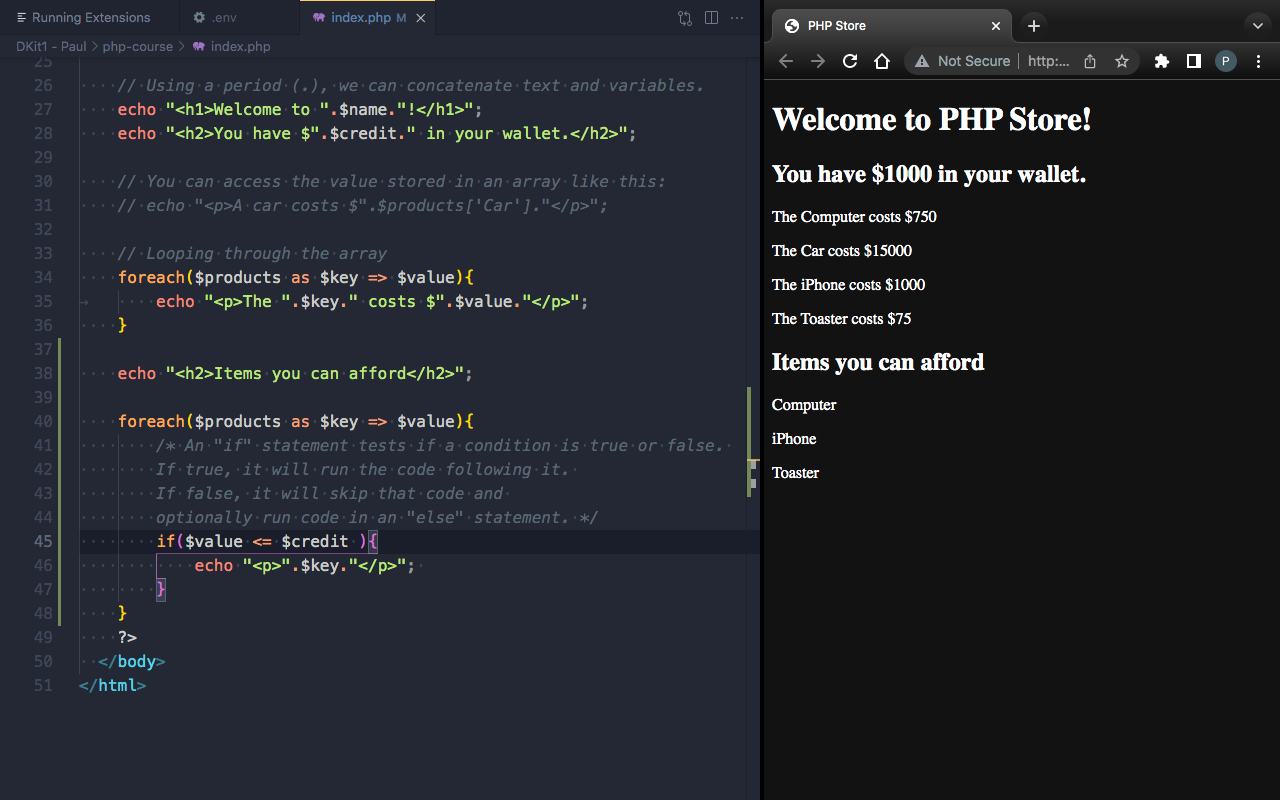 Running Extensions
.env
index.php M
DKit1 - Paul > php-course > index.php
25
26 // Using a period (.), we can concatenate text and variables.
27 echo "<h1>Welcome to ".$name."!</h1>";
28 echo "<h2>You have $".$credit." in your wallet.</h2>";
29
30 // You can access the value stored in an array like this:
31 // echo "<p>A car costs $".$products['Car']."</p>";
32
33 // Looping through the array
34 foreach($products as $key => $value){
35 echo "<p>The ".$key." costs $".$value."</p>";
36 }
37
38 echo "<h2>Items you can afford</h2>";
39
40 foreach($products as $key => $value){
41 /* An "if" statement tests if a condition is true or false.
42 If true, it will run the code following it.
43 If false, it will skip that code and
44 optionally run code in an "else" statement. */
45 if($value <= $credit ){
46 echo "<p>".$key."</p>";
47 }
48 }
49 ?>
50 </body>
51 </html>
PHP Store
Not Secure | http:...
P
Welcome to PHP Store!
You have $1000 in your wallet.
The Computer costs $750
The Car costs $15000
The iPhone costs $1000
The Toaster costs $75
Items you can afford
Computer
iPhone
Toaster